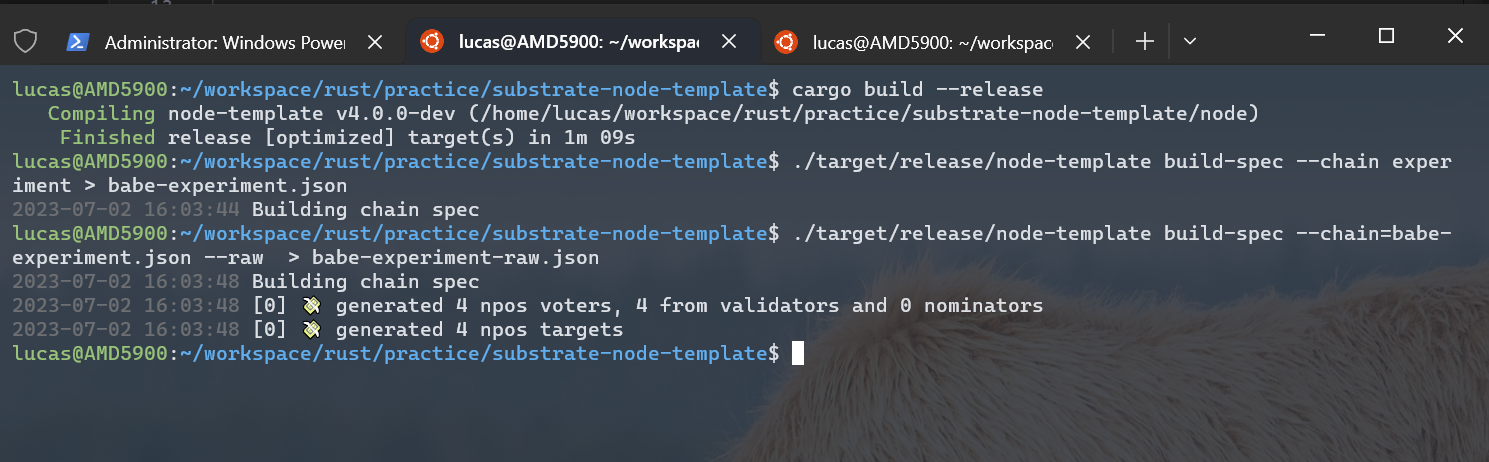 Administrator: Windows Power
lucas@AMD5900: ~/workspac
lucas@AMD5900: ~/workspac
lucas@AMD5900:~/workspace/rust/practice/substrate-node-template$ cargo build --release
Compiling node-template v4.0.0-dev (/home/lucas/workspace/rust/practice/substrate-node-template/node)
Finished release [optimized] target(s) in 1m 09s
lucas@AMD5900:~/workspace/rust/practice/substrate-node-template$ ./target/release/node-template build-spec --chain exper
iment > babe-experiment.json
2023-07-02 16:03:44 Building chain spec
lucas@AMD5900:~/workspace/rust/practice/substrate-node-template$ ./target/release/node-template build-spec --chain=babe-
experiment.json --raw  > babe-experiment-raw.json
2023-07-02 16:03:48 Building chain spec
2023-07-02 16:03:48 [0] 💸 generated 4 npos voters, 4 from validators and 0 nominators
2023-07-02 16:03:48 [0] 💸 generated 4 npos targets
lucas@AMD5900:~/workspace/rust/practice/substrate-node-template$